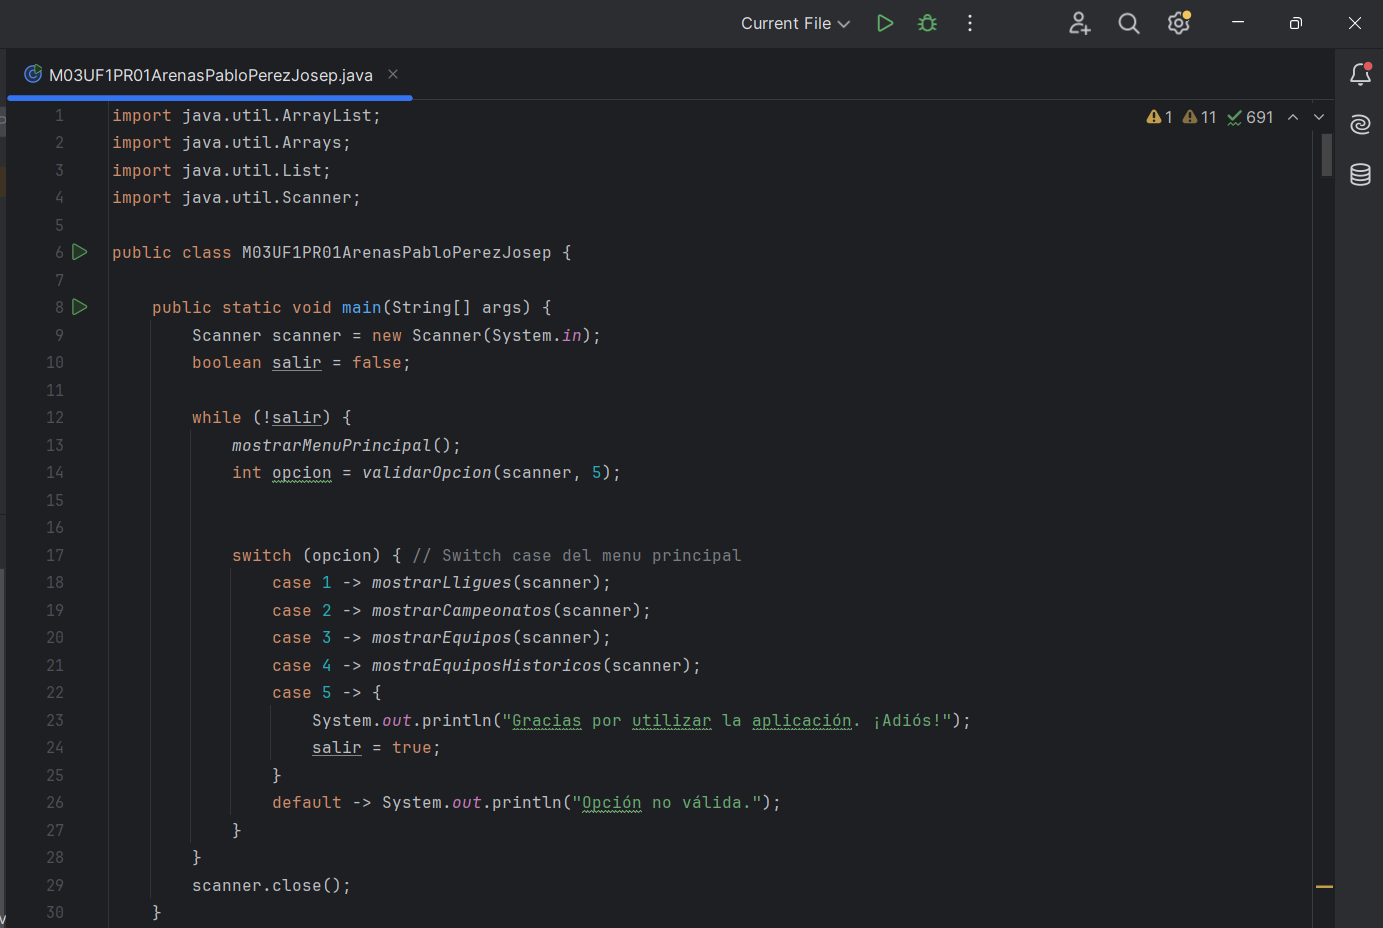 Current File
M03UF1PR01ArenasPabloPerezJosep.java
1 11 691
1 import java.util.ArrayList;
2 import java.util.Arrays;
3 import java.util.List;
4 import java.util.Scanner;
5
6 public class M03UF1PR01ArenasPabloPerezJosep {
7
8 public static void main(String[] args) {
9 Scanner scanner = new Scanner(System.in);
10 boolean salir = false;
11
12 while (!salir) {
13 mostrarMenuPrincipal();
14 int opcion = validarOpcion(scanner, 5);
15
16
17 switch (opcion) { // Switch case del menu principal
18 case 1 -> mostrarLligues(scanner);
19 case 2 -> mostrarCampeonatos(scanner);
20 case 3 -> mostrarEquipos(scanner);
21 case 4 -> mostraEquiposHistoricos(scanner);
22 case 5 -> {
23 System.out.println("Gracias por utilizar la aplicación. ¡Adiós!");
24 salir = true;
25 }
26 default -> System.out.println("Opción no válida.");
27 }
28 }
29 scanner.close();
30 }